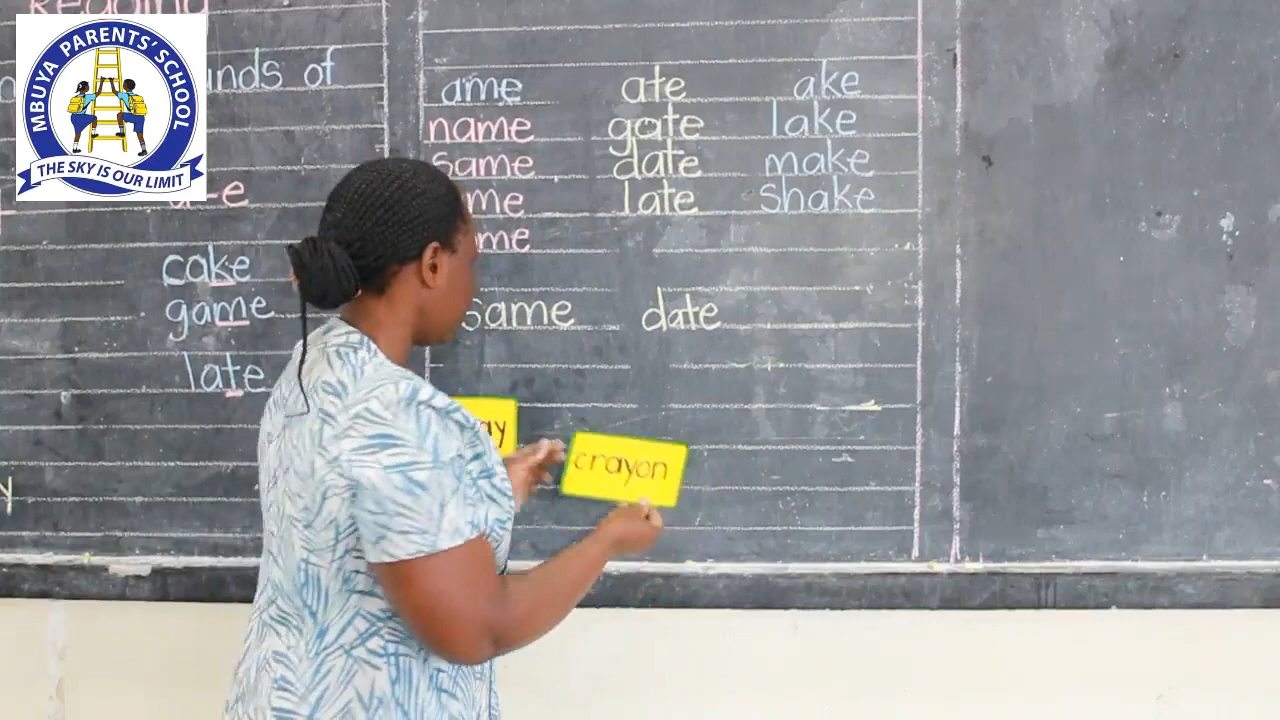 Reading
MBUYA PARENTS' SCHOOL
THE SKY IS OUR LIMIT
of
a-e
cake
game
late
ame ate ake
name gate lake
same date make
late shake
same date
crayon